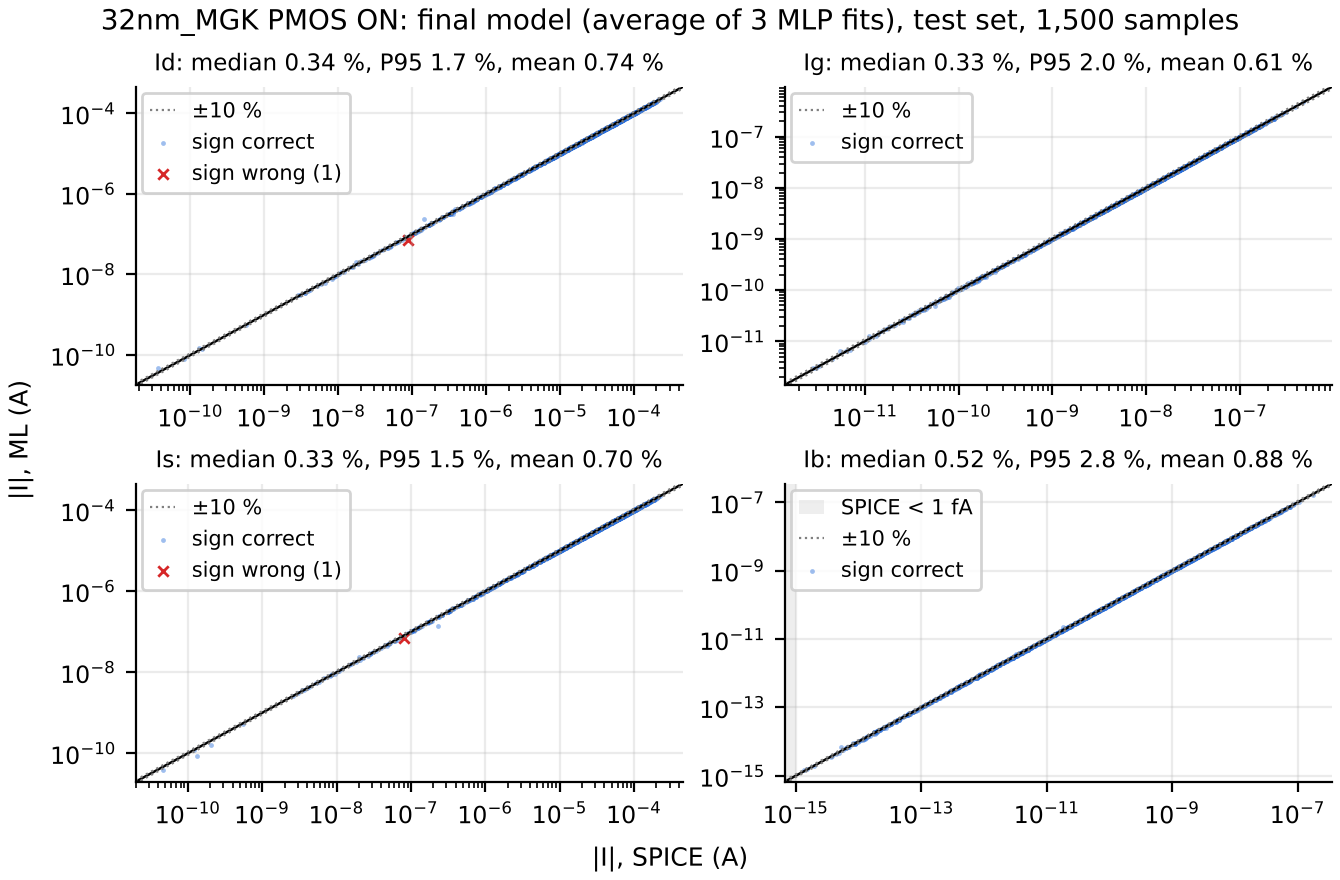 32nm_MGK PMOS ON: final model (average of 3 MLP fits), test set, 1,500 samples
Id: median 0.34 %, P95 1.7 %, mean 0.74 %
±10 %
sign correct
sign wrong (1)
10⁻⁴
10⁻⁶
10⁻⁸
10⁻¹⁰
10⁻¹⁰ 10⁻⁹ 10⁻⁸ 10⁻⁷ 10⁻⁶ 10⁻⁵ 10⁻⁴
Ig: median 0.33 %, P95 2.0 %, mean 0.61 %
±10 %
sign correct
10⁻⁷
10⁻⁸
10⁻⁹
10⁻¹⁰
10⁻¹¹
10⁻¹¹ 10⁻¹⁰ 10⁻⁹ 10⁻⁸ 10⁻⁷
Is: median 0.33 %, P95 1.5 %, mean 0.70 %
±10 %
sign correct
sign wrong (1)
10⁻⁴
10⁻⁶
10⁻⁸
10⁻¹⁰
10⁻¹⁰ 10⁻⁹ 10⁻⁸ 10⁻⁷ 10⁻⁶ 10⁻⁵ 10⁻⁴
Ib: median 0.52 %, P95 2.8 %, mean 0.88 %
SPICE < 1 fA
±10 %
sign correct
10⁻⁷
10⁻⁹
10⁻¹¹
10⁻¹³
10⁻¹⁵
10⁻¹⁵ 10⁻¹³ 10⁻¹¹ 10⁻⁹ 10⁻⁷
|I|, ML (A)
|I|, SPICE (A)